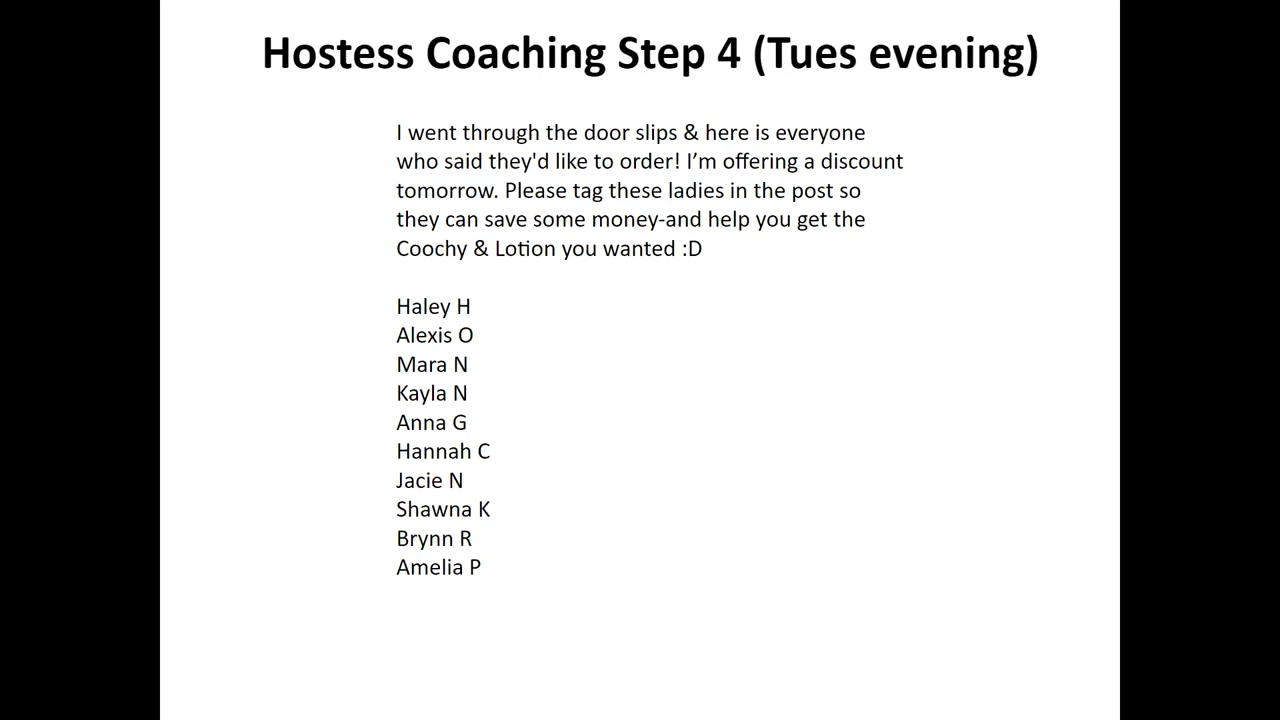 Hostess Coaching Step 4 (Tues evening)
I went through the door slips & here is everyone
who said they'd like to order! I’m offering a discount
tomorrow. Please tag these ladies in the post so
they can save some money-and help you get the
Coochy & Lotion you wanted :D
Haley H
Alexis O
Mara N
Kayla N
Anna G
Hannah C
Jacie N
Shawna K
Brynn R
Amelia P